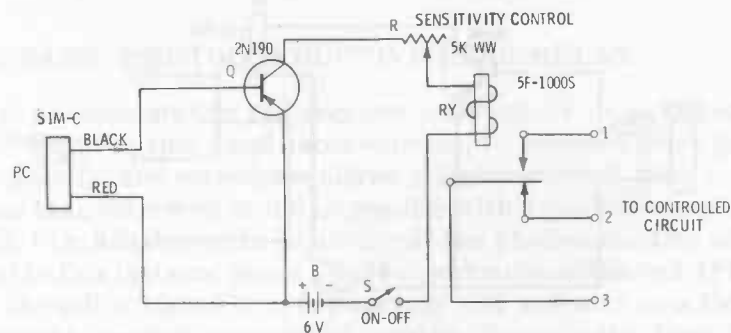 SENSITIVITY CONTROL
R
5K WW
2N190
Q
5F-1000S
RY
S1M-C
BLACK
PC
RED
1
2
3
TO CONTROLLED
CIRCUIT
B
+ -
6 V
S
ON-OFF